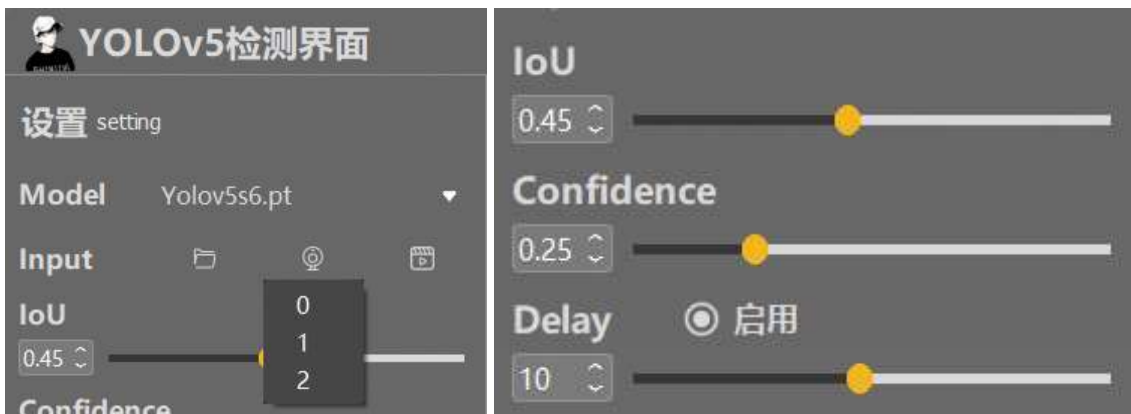 YOLOv5检测界面
设置 setting
Model Yolov5s6.pt
Input
0
IoU
1
0.45
2
Confidence
IoU
0.45
Confidence
0.25
Delay 启用
10